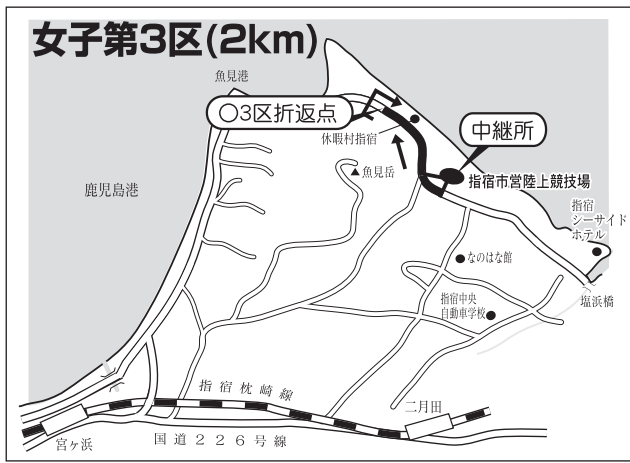 女子第3区(2km)
魚見港
○3区折返点
休暇村指宿
中継所
魚見岳
指宿市営陸上競技場
鹿児島港
指宿
シーサイド
ホテル
なのはな館
指宿中央
自動車学校
塩浜橋
指宿枕崎線
二月田
宮ヶ浜
国道226号線